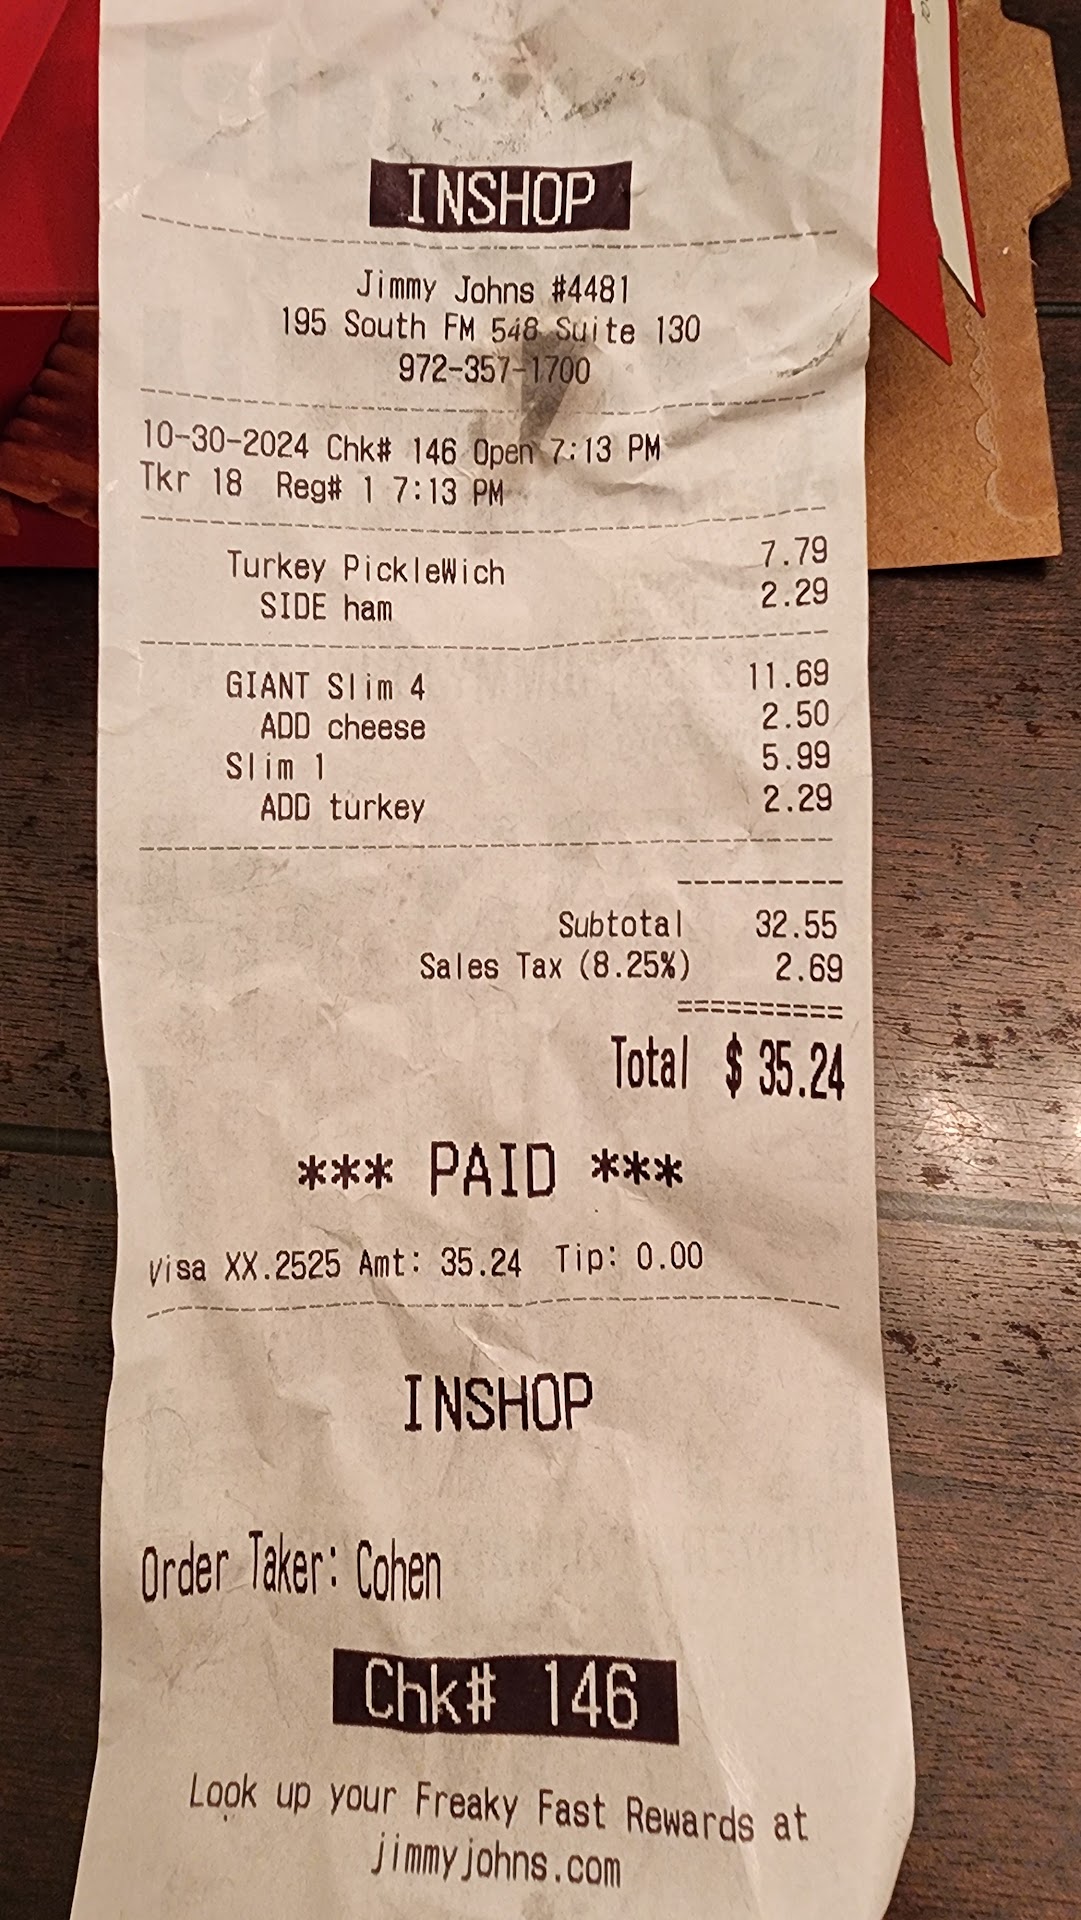 INSHOP
Jimmy Johns #4481
195 South FM 548 Suite 130
972-357-1700
10-30-2024 Chk# 146 Open 7:13 PM
Tkr 18 Reg# 1 7:13 PM
Turkey PickleWich 7.79
SIDE ham 2.29
GIANT Slim 4 11.69
ADD cheese 2.50
Slim 1 5.99
ADD turkey 2.29
Subtotal 32.55
Sales Tax (8.25%) 2.69
Total $ 35.24
*** PAID ***
Visa XX.2525 Amt: 35.24 Tip: 0.00
INSHOP
Order Taker: Cohen
Chk# 146
Look up your Freaky Fast Rewards at
jimmyjohns.com